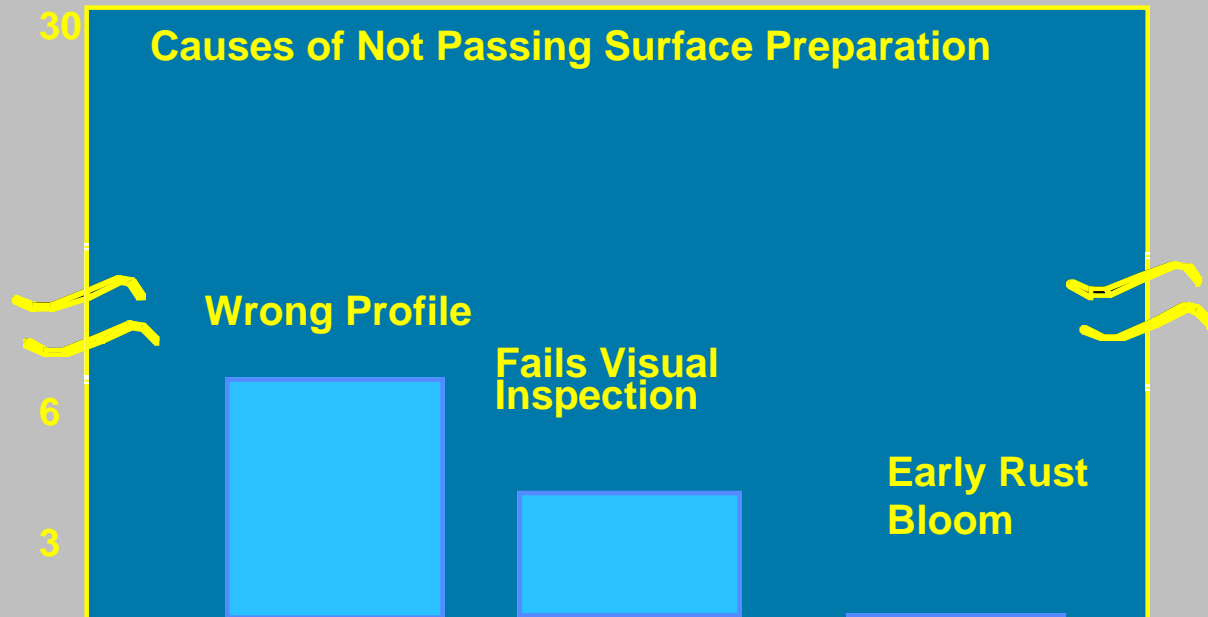 30
Causes of Not Passing Surface Preparation
Wrong Profile
Fails Visual
Inspection
6
Early Rust
Bloom
3